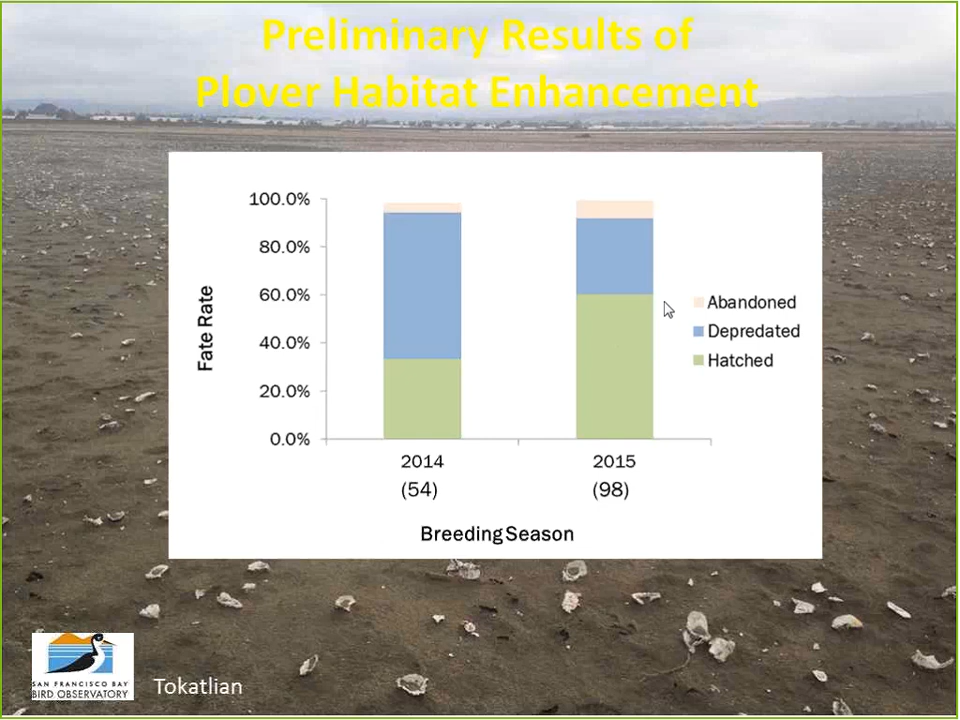 Preliminary Results of
Plover Habitat Enhancement
100.0%
80.0%
60.0%
40.0%
20.0%
0.0%
Fate Rate
2014
(54)
2015
(98)
Breeding Season
Abandoned
Depredated
Hatched
SAN FRANCISCO BAY
BIRD OBSERVATORY
Tokatlian